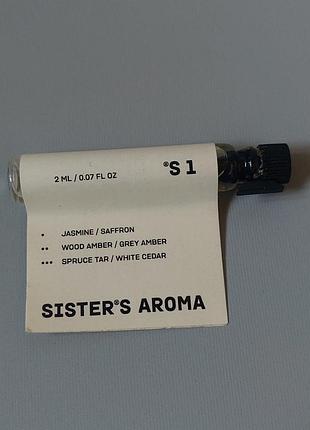 2 ML / 0.07 FL OZ
®S 1
• JASMINE / SAFFRON
•• WOOD AMBER / GREY AMBER
••• SPRUCE TAR / WHITE CEDAR
SISTER®S AROMA